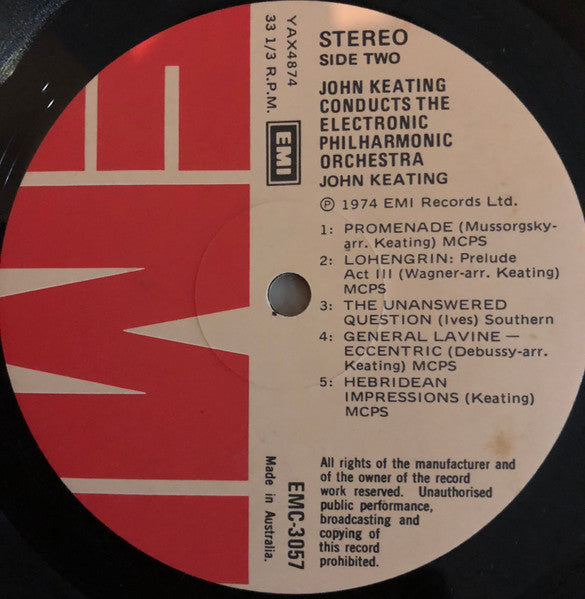 STEREO
SIDE TWO
JOHN KEATING
CONDUCTS THE
ELECTRONIC
PHILHARMONIC
ORCHESTRA
JOHN KEATING
℗ 1974 EMI Records Ltd.
1: PROMENADE (Mussorgsky-
arr. Keating) MCPS
2: LOHENGRIN: Prelude
Act III (Wagner-arr. Keating)
MCPS
3: THE UNANSWERED
QUESTION (Ives) Southern
4: GENERAL LAVINE —
ECCENTRIC (Debussy-arr.
Keating) MCPS
5: HEBRIDEAN
IMPRESSIONS (Keating)
MCPS
All rights of the manufacturer and
of the owner of the record
work reserved. Unauthorised
public performance,
broadcasting and
copying of
this record
prohibited.
YAX4874
33 1/3 R.P.M.
EMI
EMC-3057
Made in Australia.
EMI